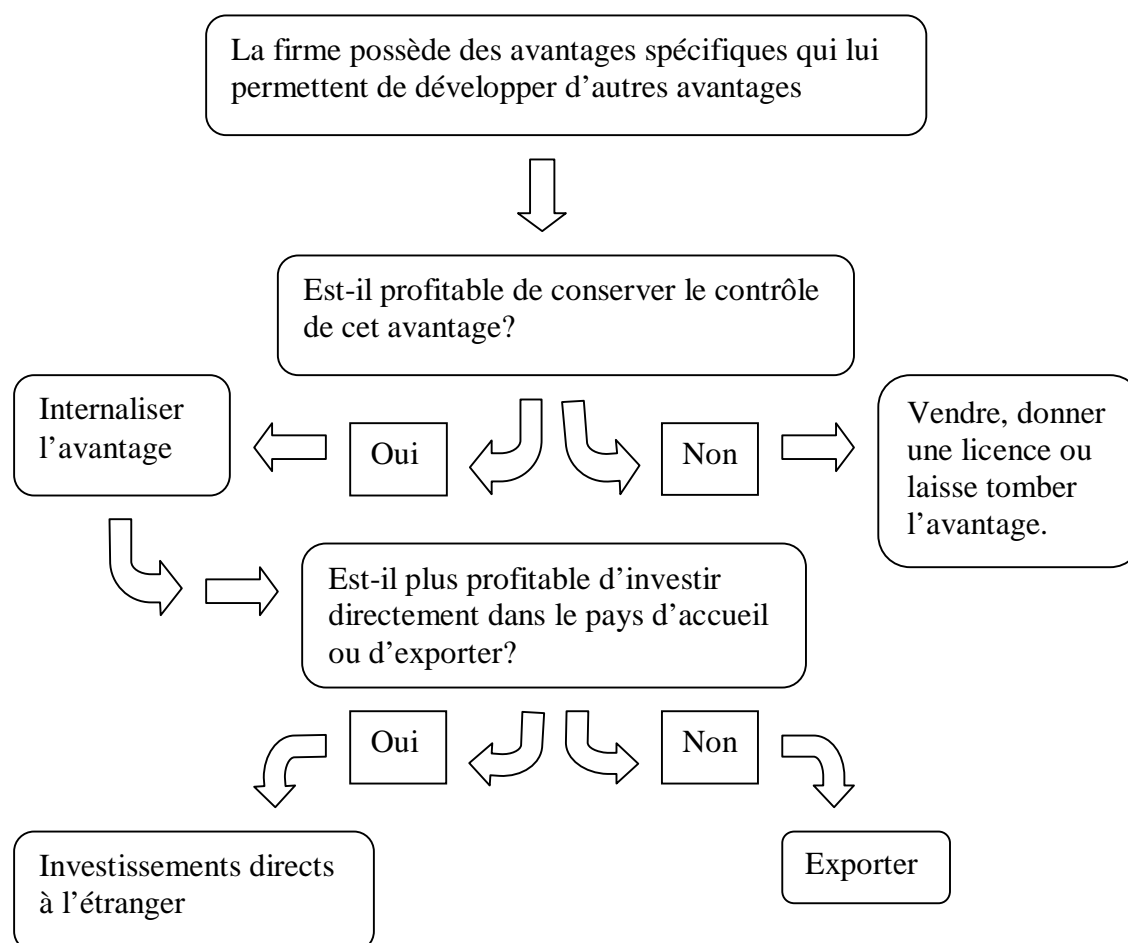 La firme possède des avantages spécifiques qui lui
permettent de développer d’autres avantages
Est-il profitable de conserver le contrôle
de cet avantage?
Internaliser
l’avantage
Oui
Non
Vendre, donner
une licence ou
laisse tomber
l’avantage.
Est-il plus profitable d’investir
directement dans le pays d’accueil
ou d’exporter?
Oui
Non
Investissements directs
à l’étranger
Exporter